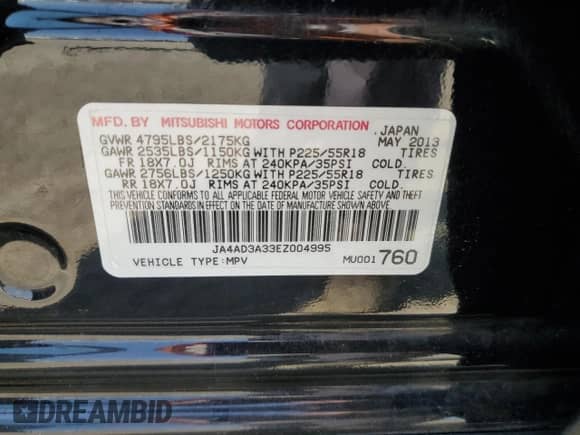 MFD. BY MITSUBISHI MOTORS CORPORATION, JAPAN
GVWR 4795LBS/2175KG MAY 2013
GAWR 2535LBS/1150KG WITH P225/55R18 TIRES
FR 18X7.0J RIMS AT 240KPA/35PSI COLD.
GAWR 2756LBS/1250KG WITH P225/55R18 TIRES
RR 18X7.0J RIMS AT 240KPA/35PSI COLD.
THIS VEHICLE CONFORMS TO ALL APPLICABLE FEDERAL MOTOR VEHICLE SAFETY AND
THEFT PREVENTION STANDARDS IN EFFECT ON THE DATE OF MANUFACTURE SHOWN ABOVE.
JA4AD3A33EZ004995
VEHICLE TYPE:MPV MU001760
DREAMBID